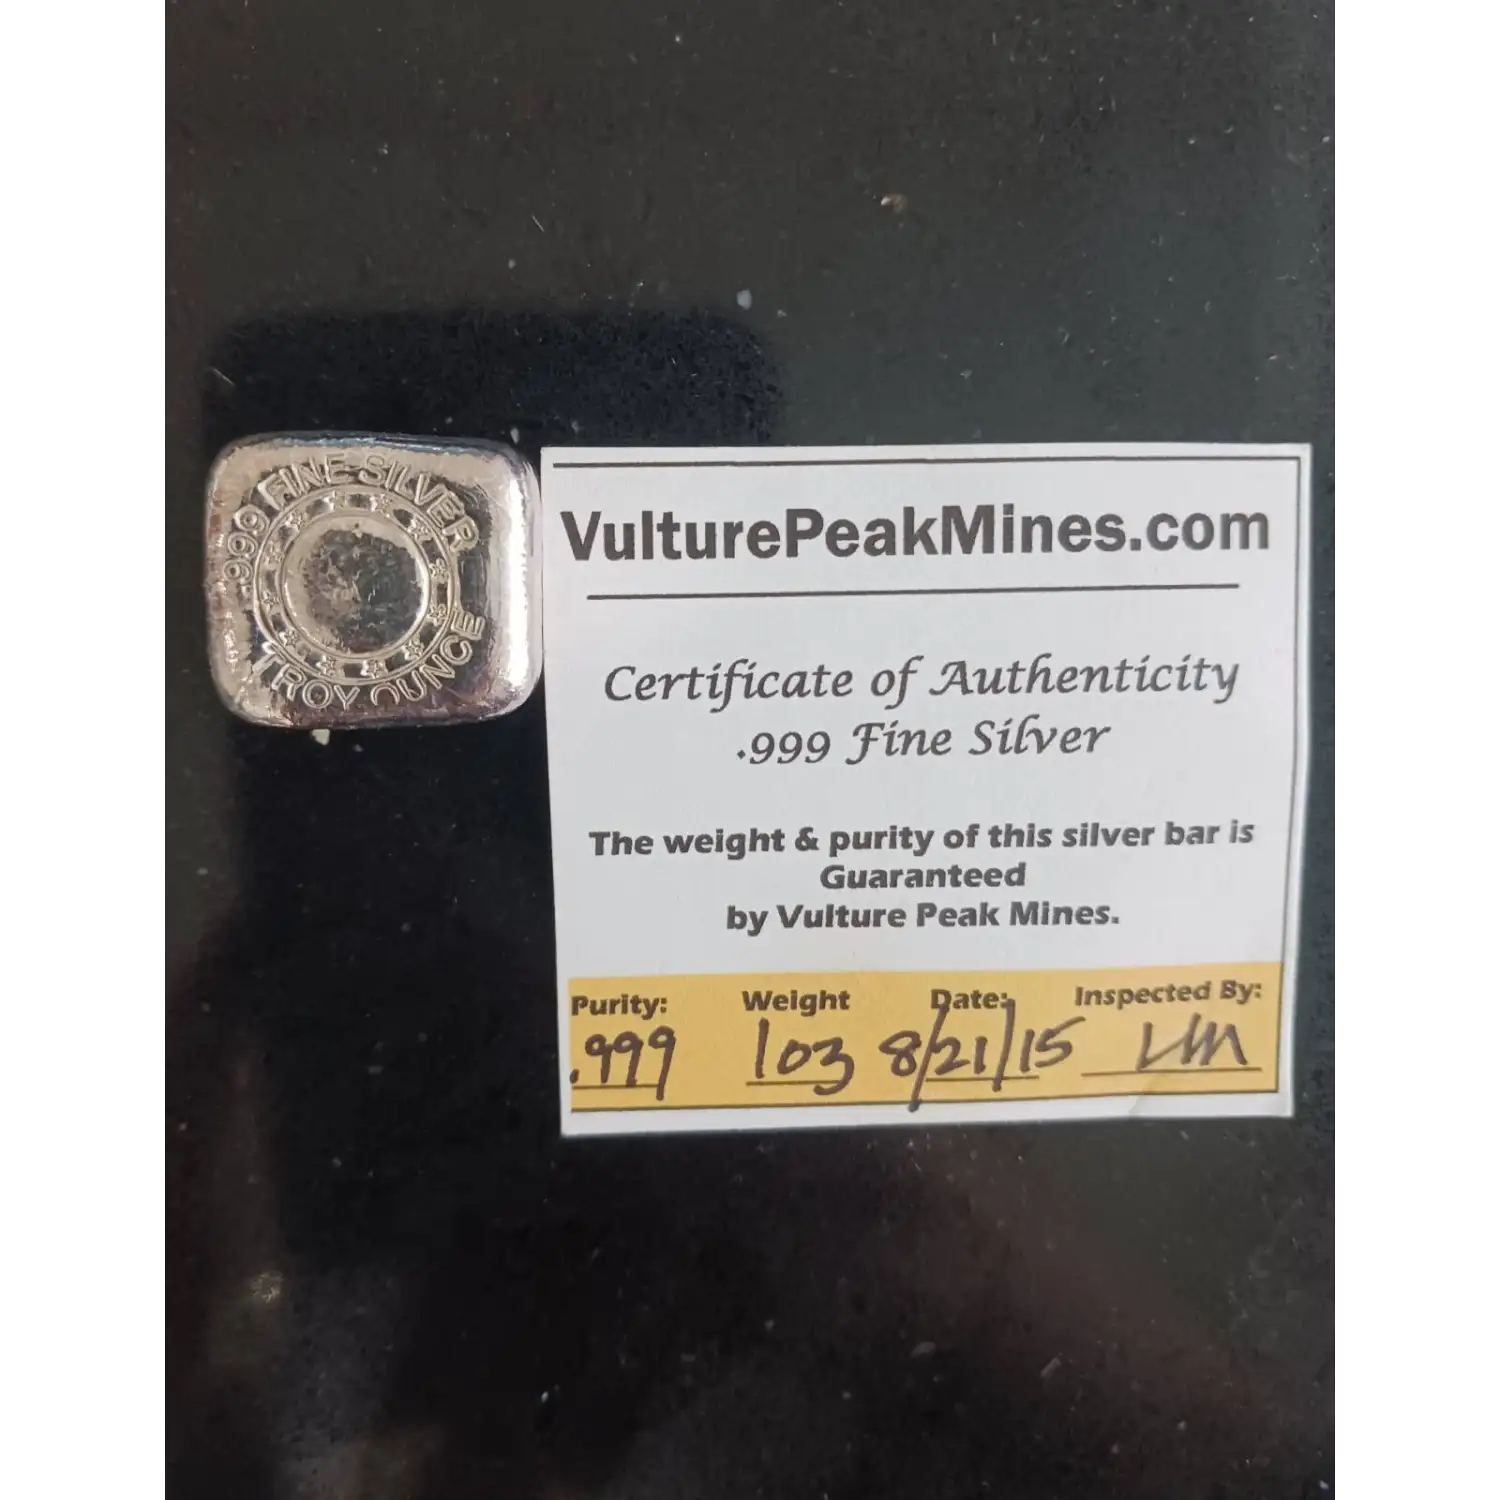 .999 FINE SILVER
TROY OUNCE
VulturePeakMines.com
Certificate of Authenticity
.999 Fine Silver
The weight & purity of this silver bar is
Guaranteed
by Vulture Peak Mines.
Purity: Weight Date: Inspected By:
.999 1oz 8/21/15